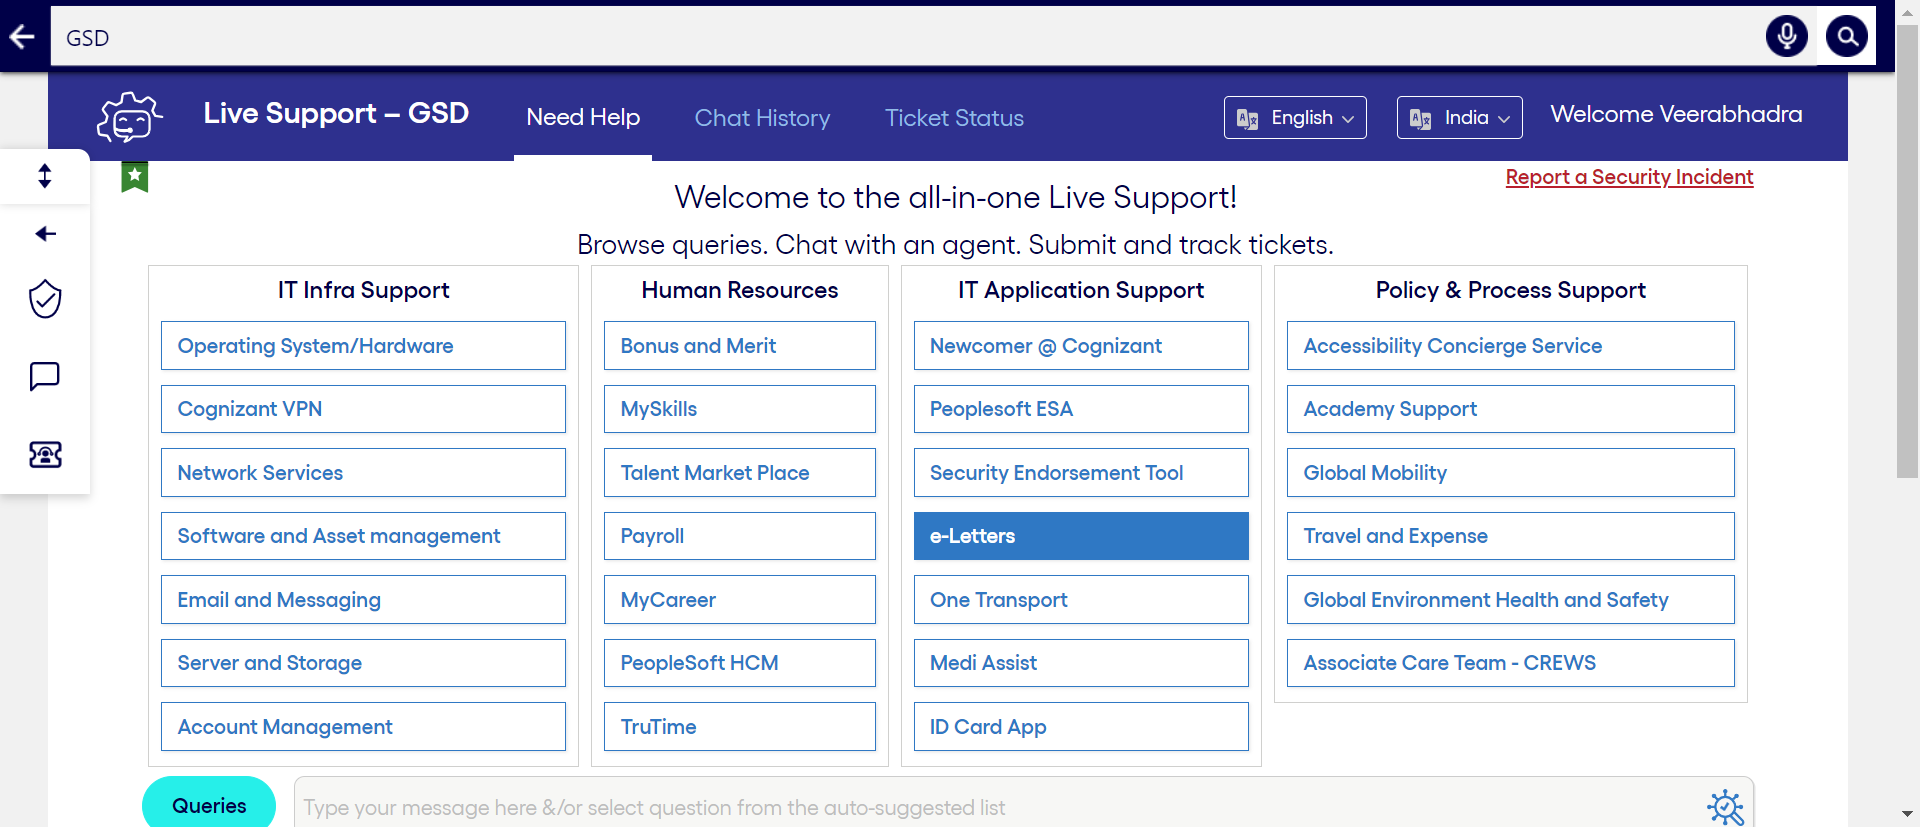 GSD
Live Support – GSD
Need Help
Chat History
Ticket Status
English
India
Welcome Veerabhadra
Report a Security Incident
Welcome to the all-in-one Live Support!
Browse queries. Chat with an agent. Submit and track tickets.
IT Infra Support
Operating System/Hardware
Cognizant VPN
Network Services
Software and Asset management
Email and Messaging
Server and Storage
Account Management
Human Resources
Bonus and Merit
MySkills
Talent Market Place
Payroll
MyCareer
PeopleSoft HCM
TruTime
IT Application Support
Newcomer @ Cognizant
Peoplesoft ESA
Security Endorsement Tool
e-Letters
One Transport
Medi Assist
ID Card App
Policy & Process Support
Accessibility Concierge Service
Academy Support
Global Mobility
Travel and Expense
Global Environment Health and Safety
Associate Care Team - CREWS
Queries
Type your message here &/or select question from the auto-suggested list